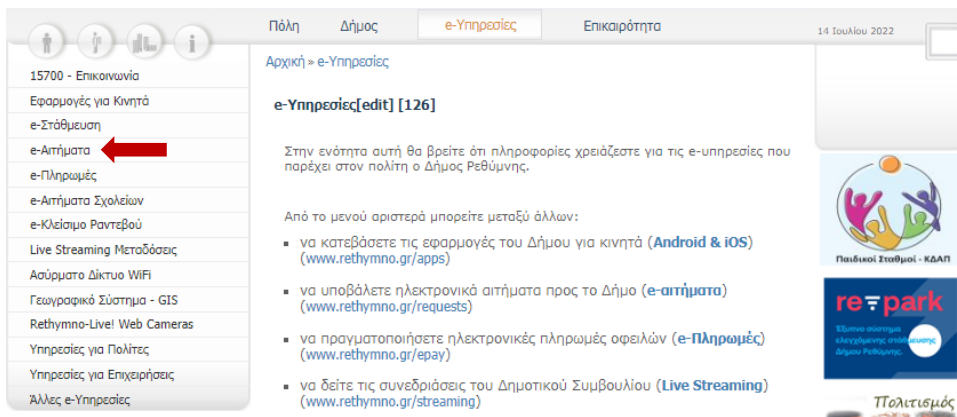 Πόλη Δήμος e-Υπηρεσίες Επικαιρότητα
14 Ιουλίου 2022
15700 - Επικοινωνία
Εφαρμογές για Κινητά
e-Στάθμευση
e-Αιτήματα
e-Πληρωμές
e-Αιτήματα Σχολείων
e-Κλείσιμο Ραντεβού
Live Streaming Μεταδόσεις
Ασύρματο Δίκτυο WiFi
Γεωγραφικό Σύστημα - GIS
Rethymno-Live! Web Cameras
Υπηρεσίες για Πολίτες
Υπηρεσίες για Επιχειρήσεις
Άλλες e-Υπηρεσίες
Αρχική » e-Υπηρεσίες
e-Υπηρεσίες[edit] [126]
Στην ενότητα αυτή θα βρείτε ότι πληροφορίες χρειάζεστε για τις e-υπηρεσίες που
παρέχει στον πολίτη ο Δήμος Ρεθύμνης.
Από το μενού αριστερά μπορείτε μεταξύ άλλων:
να κατεβάσετε τις εφαρμογές του Δήμου για κινητά (Android & iOS)
(www.rethymno.gr/apps)
να υποβάλετε ηλεκτρονικά αιτήματα προς το Δήμο (e-αιτήματα)
(www.rethymno.gr/requests)
να πραγματοποιήσετε ηλεκτρονικές πληρωμές οφειλών (e-Πληρωμές)
(www.rethymno.gr/epay)
να δείτε τις συνεδριάσεις του Δημοτικού Συμβουλίου (Live Streaming)
(www.rethymno.gr/streaming)
Παιδικοί Σταθμοί - ΚΔΑΠ
re park
Έξυπνο σύστημα
ελεγχόμενης στάθμευσης
Δήμου Ρεθύμνης.
Πολιτισμός